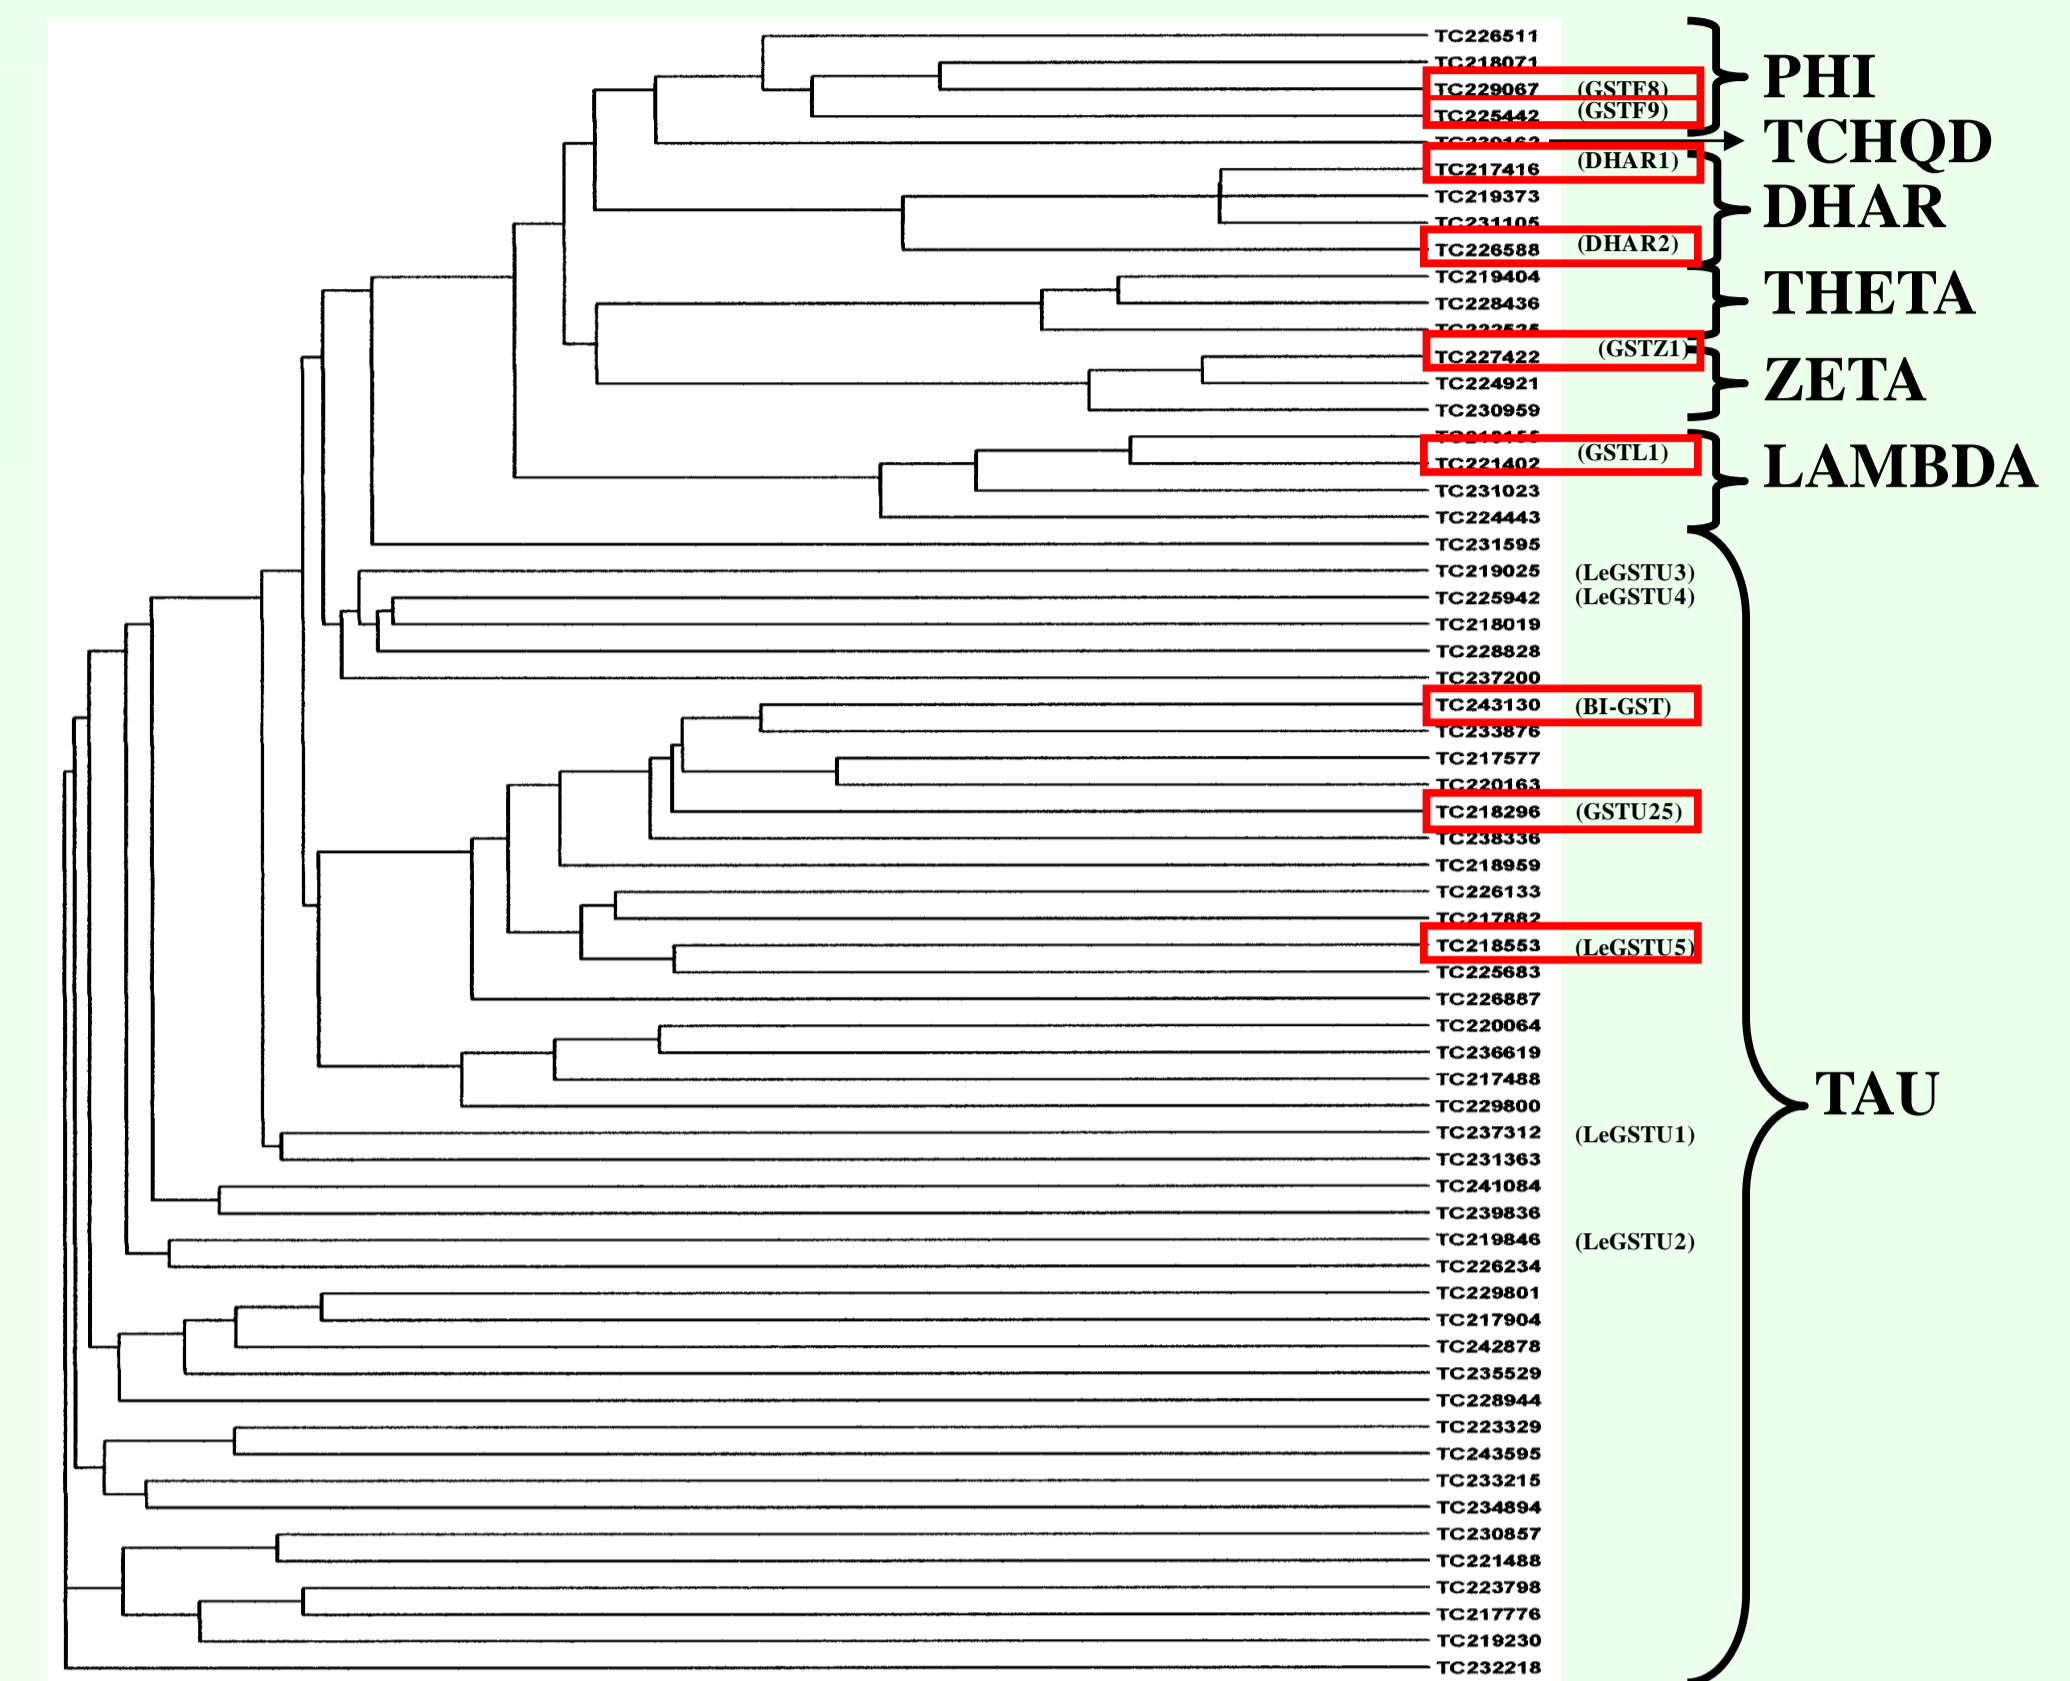 TC226511
TC218071
TC229067 (GSTF8)
TC225442 (GSTF9)
PHI
TCHQD
TC217416 (DHAR1)
TC219373
TC231105
TC226588 (DHAR2)
DHAR
TC219404
TC228436
THETA
TC227422 (GSTZ1)
TC224921
TC230959
ZETA
TC221402 (GSTL1)
TC231023
TC224443
LAMBDA
TC231595
TC219025 (LeGSTU3)
TC225942 (LeGSTU4)
TC218019
TC228828
TC237200
TC243130 (BI-GST)
TC233876
TC217577
TC220163
TC218296 (GSTU25)
TC238336
TC218959
TC226133
TC217882
TC218553 (LeGSTU5)
TC225683
TC226887
TC220064
TC236619
TC217488
TC229800
TAU
TC237312 (LeGSTU1)
TC231363
TC241084
TC239836
TC219846 (LeGSTU2)
TC226234
TC229801
TC217904
TC242878
TC235529
TC228944
TC223329
TC243595
TC233215
TC234894
TC230857
TC221488
TC223798
TC217776
TC219230
TC232218